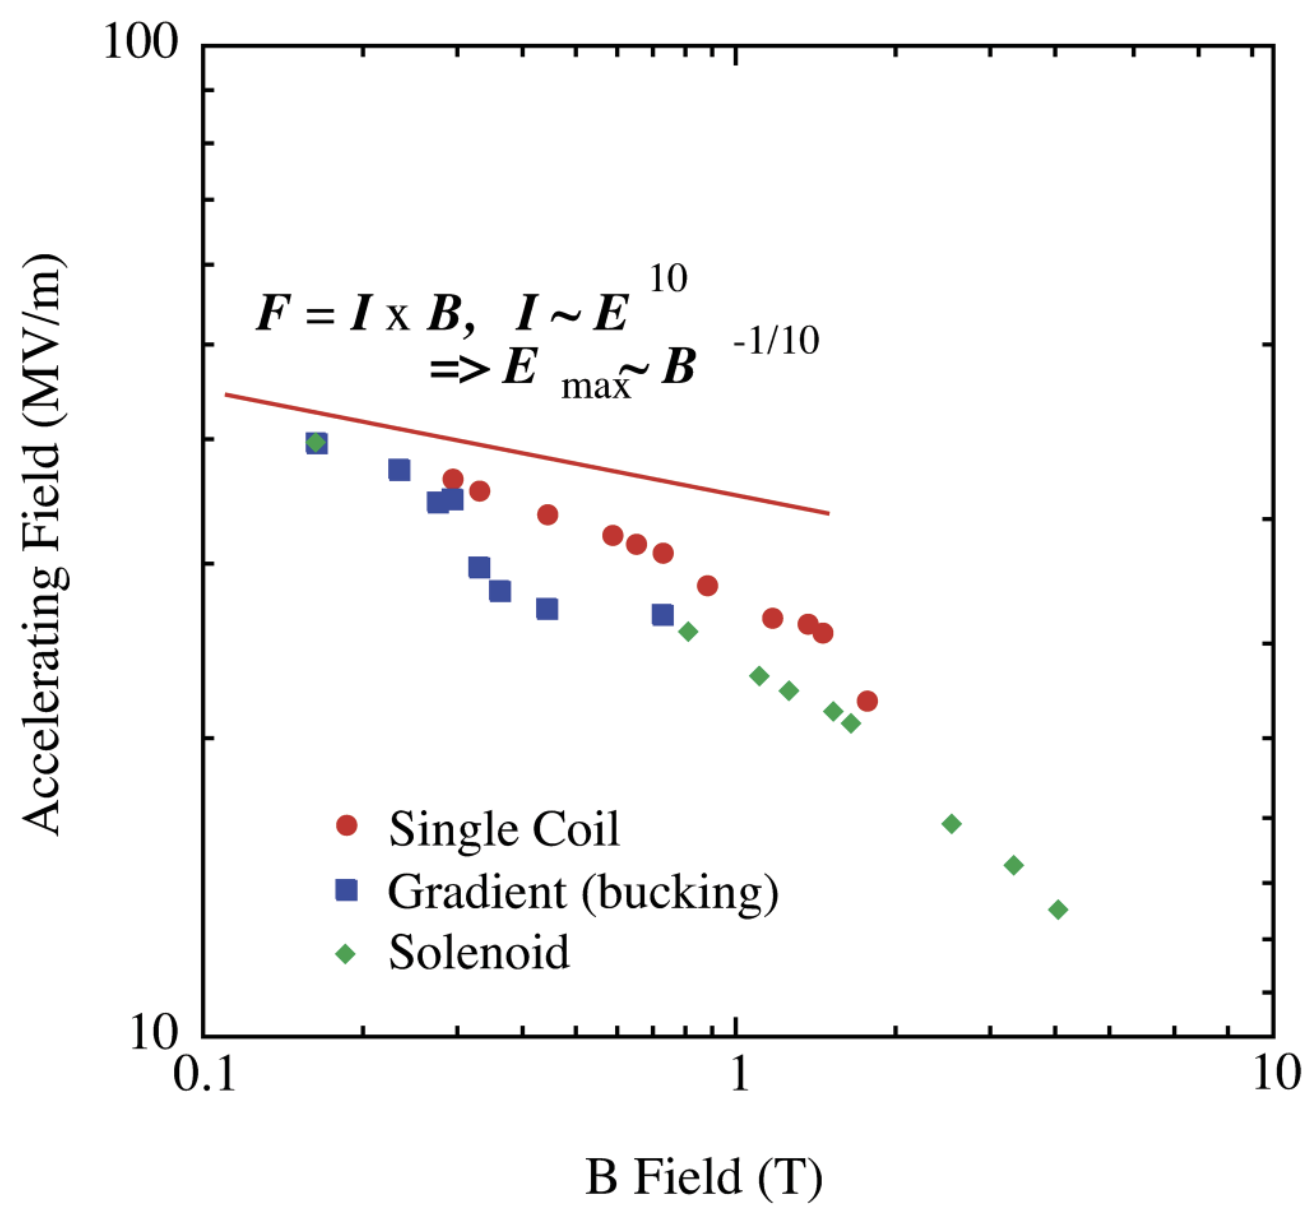 100
F = I x B, I ~ E 10
=> E max ~ B -1/10
Accelerating Field (MV/m)
Single Coil
Gradient (bucking)
Solenoid
10
0.1 1 10
B Field (T)